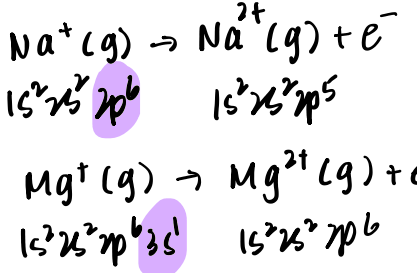 Na⁺(g) → Na²⁺(g) + e⁻
1s²2s²2p⁶ 1s²2s²2p⁵
Mg⁺(g) → Mg²⁺(g) + e
1s²2s²2p⁶3s¹ 1s²2s²2p⁶